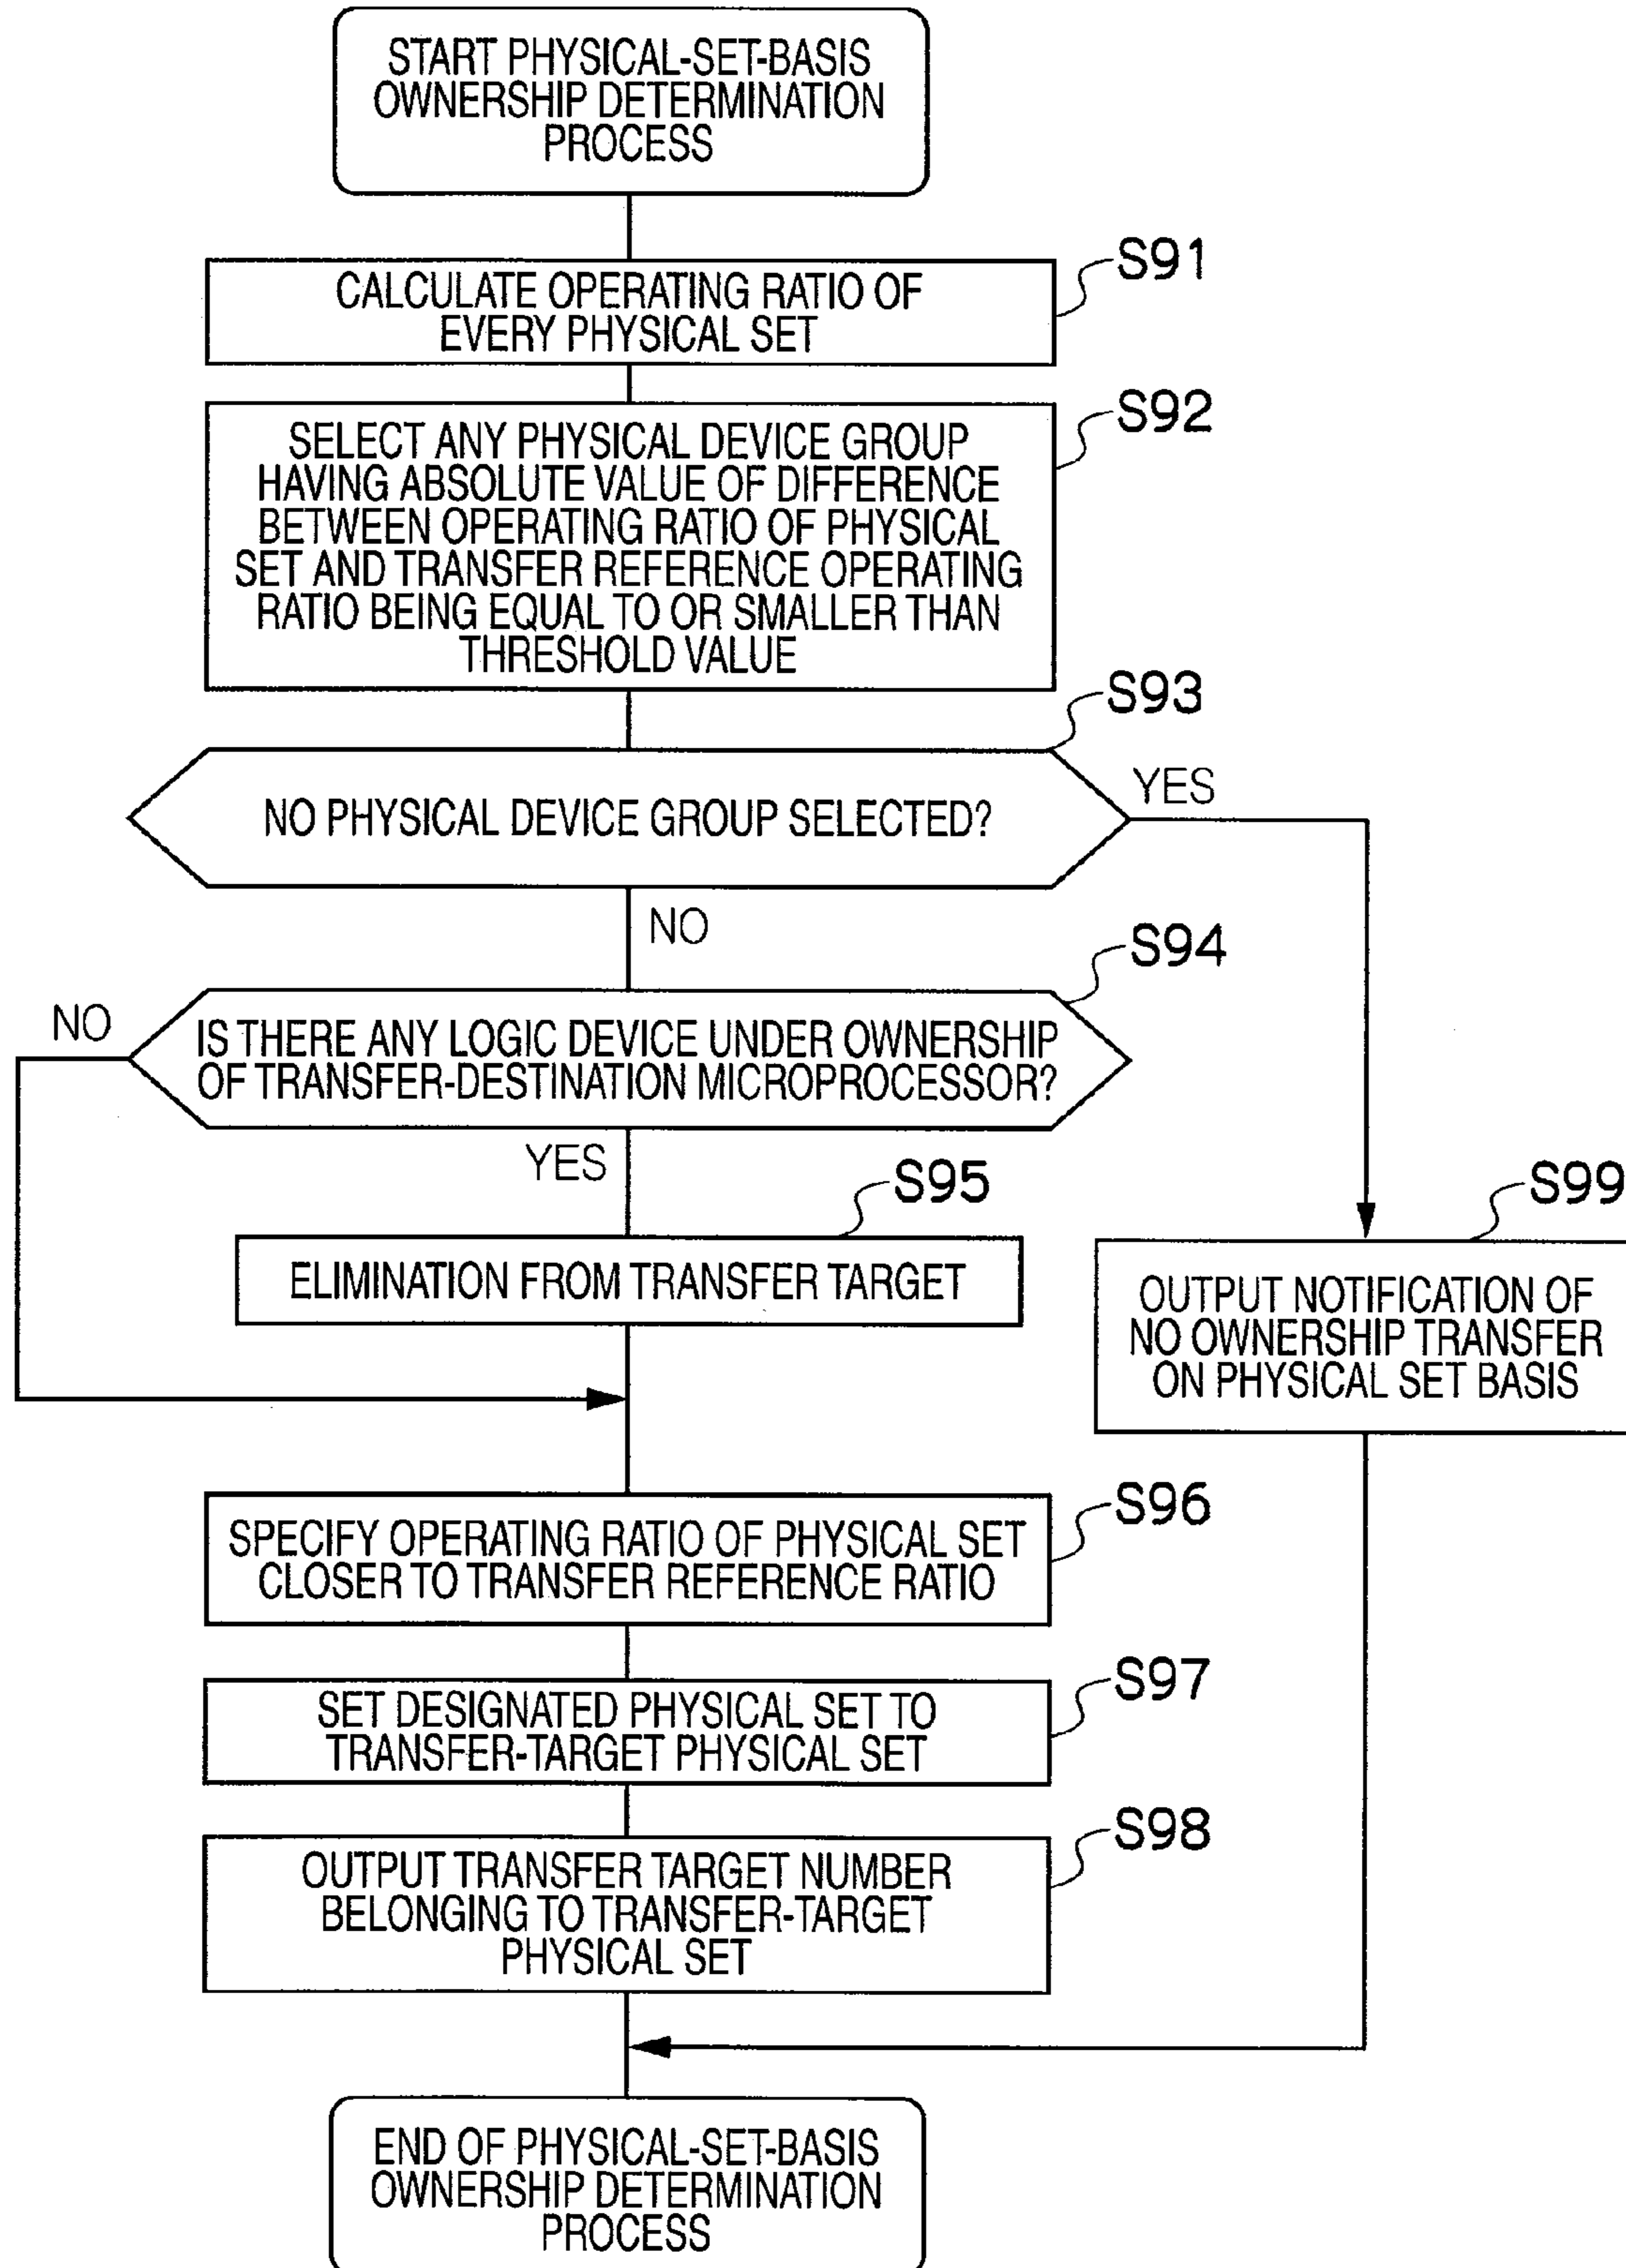 START PHYSICAL-SET-BASIS
OWNERSHIP DETERMINATION
PROCESS
S91
CALCULATE OPERATING RATIO OF
EVERY PHYSICAL SET
S92
SELECT ANY PHYSICAL DEVICE GROUP
HAVING ABSOLUTE VALUE OF DIFFERENCE
BETWEEN OPERATING RATIO OF PHYSICAL
SET AND TRANSFER REFERENCE OPERATING
RATIO BEING EQUAL TO OR SMALLER THAN
THRESHOLD VALUE
S93
NO PHYSICAL DEVICE GROUP SELECTED?
YES
NO
S94
NO
IS THERE ANY LOGIC DEVICE UNDER OWNERSHIP
OF TRANSFER-DESTINATION MICROPROCESSOR?
YES
S95
ELIMINATION FROM TRANSFER TARGET
S99
OUTPUT NOTIFICATION OF
NO OWNERSHIP TRANSFER
ON PHYSICAL SET BASIS
S96
SPECIFY OPERATING RATIO OF PHYSICAL SET
CLOSER TO TRANSFER REFERENCE RATIO
S97
SET DESIGNATED PHYSICAL SET TO
TRANSFER-TARGET PHYSICAL SET
S98
OUTPUT TRANSFER TARGET NUMBER
BELONGING TO TRANSFER-TARGET
PHYSICAL SET
END OF PHYSICAL-SET-BASIS
OWNERSHIP DETERMINATION
PROCESS